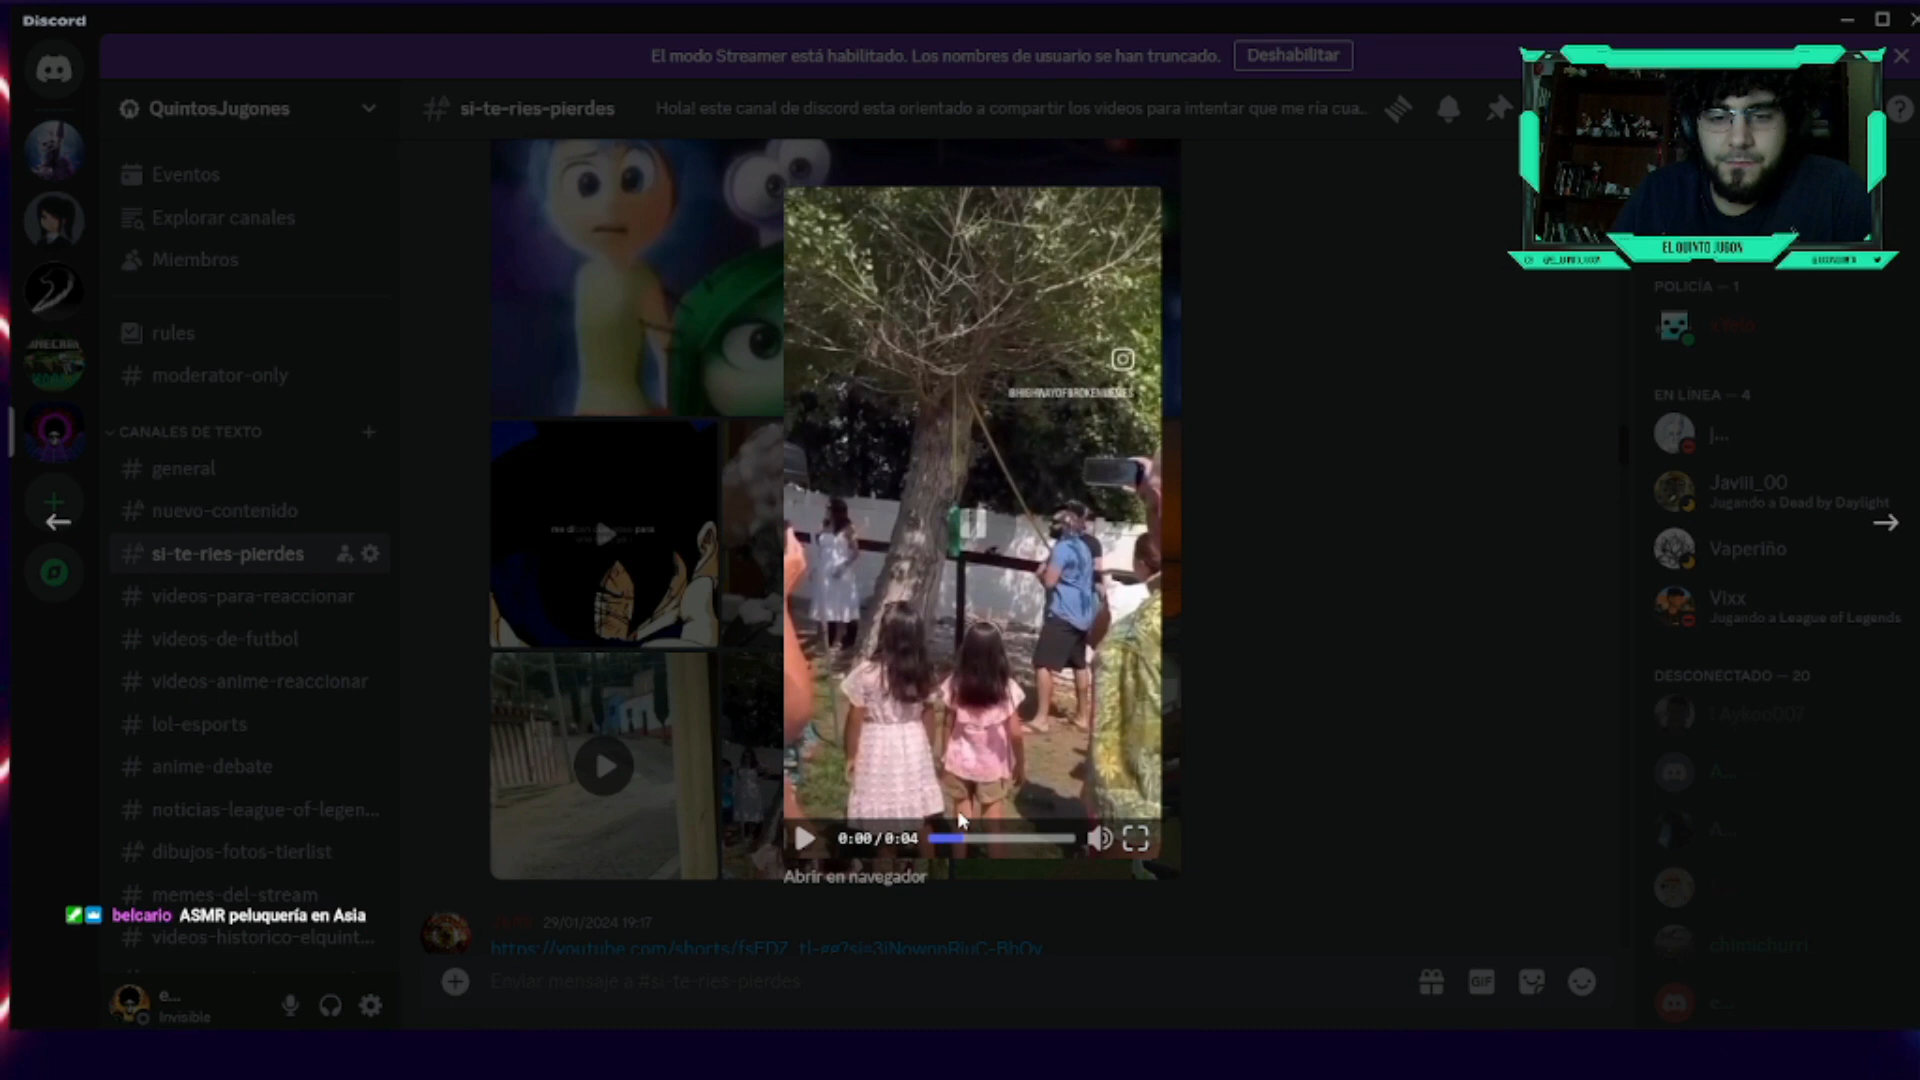 Discord
El modo Streamer está habilitado. Los nombres de usuario se han truncado.
Deshabilitar
QuintosJugones
si-te-ries-pierdes
Hola! este canal de discord esta orientado a compartir los videos para intentar que me ría cua...
Eventos
Explorar canales
Miembros
rules
moderator-only
CANALES DE TEXTO
general
nuevo-contenido
si-te-ries-pierdes
videos-para-reaccionar
videos-de-futbol
videos-anime-reaccionar
lol-esports
anime-debate
noticias-league-of-legen...
dibujos-fotos-tierlist
memes-del-stream
belcario ASMR peluquería en Asia
videos-historico-elquint...
e...
Invisible
@HIGHWAYOFBROKENMEMES
0:00/0:04
Abrir en navegador
29/01/2024 19:17
Enviar mensaje a #si-te-ries-pierdes
GIF
EL QUINTO JUGON
POLICÍA — 1
EN LÍNEA — 4
J...
Javiii_00
Jugando a Dead by Daylight
Vaperiño
Vixx
Jugando a League of Legends
DESCONECTADO — 20
A...
A...
chimichurri
e...